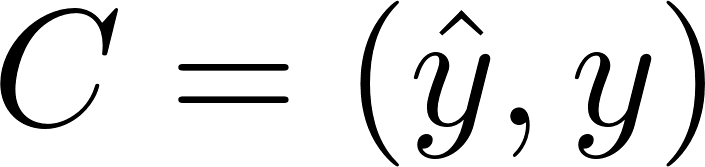 C = (ŷ, y)